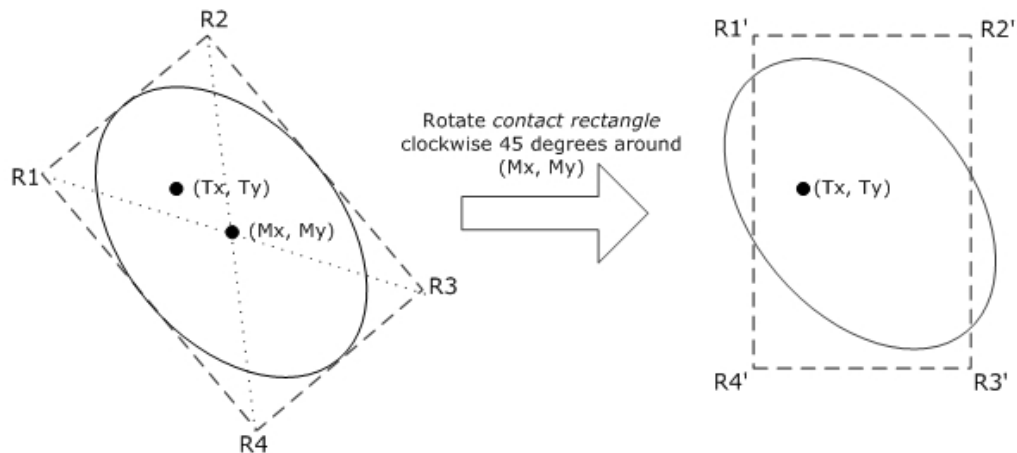 R2
R1
(Tx, Ty)
(Mx, My)
R3
R4
Rotate contact rectangle
clockwise 45 degrees around
(Mx, My)
R1'
R2'
(Tx, Ty)
R4'
R3'